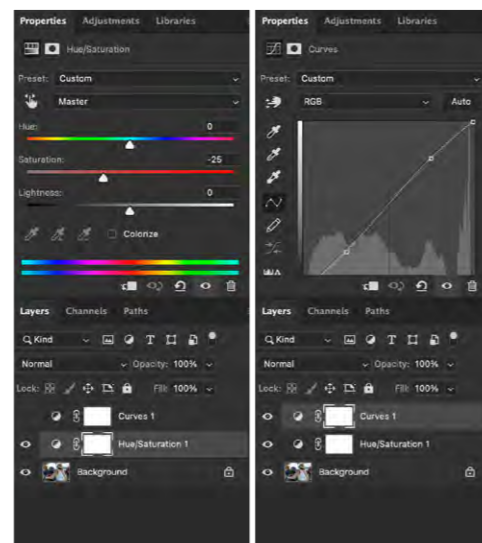 Properties Adjustments Libraries
Hue/Saturation
Preset: Custom
Master
Hue: 0
Saturation: -25
Lightness: 0
Colorize
Layers Channels Paths
Q Kind
Normal Opacity: 100%
Lock: Fill: 100%
Curves 1
Hue/Saturation 1
Background
Properties Adjustments Libraries
Curves
Preset: Custom
RGB Auto
Layers Channels Paths
Q Kind
Normal Opacity: 100%
Lock: Fill: 100%
Curves 1
Hue/Saturation 1
Background